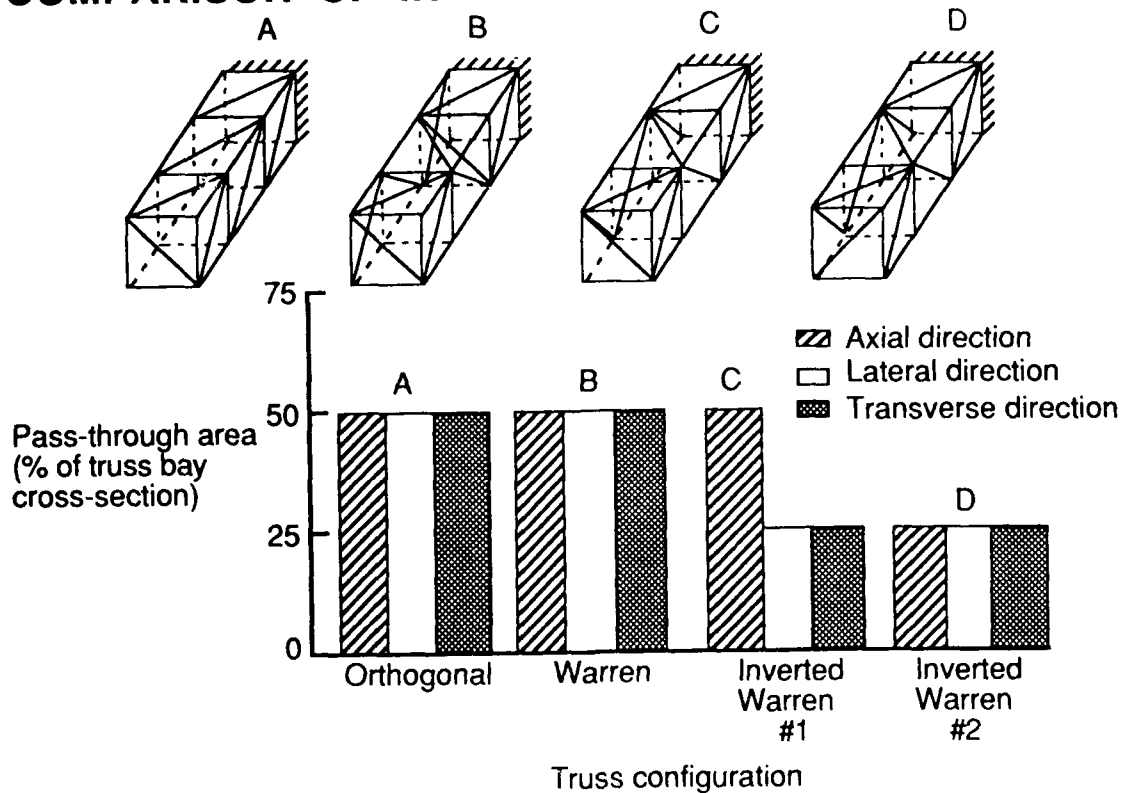 A
B
C
D
75
Axial direction
Lateral direction
Transverse direction
A
B
C
50
Pass-through area
(% of truss bay
cross-section)
D
25
0
Orthogonal
Warren
Inverted
Warren
#1
Inverted
Warren
#2
Truss configuration